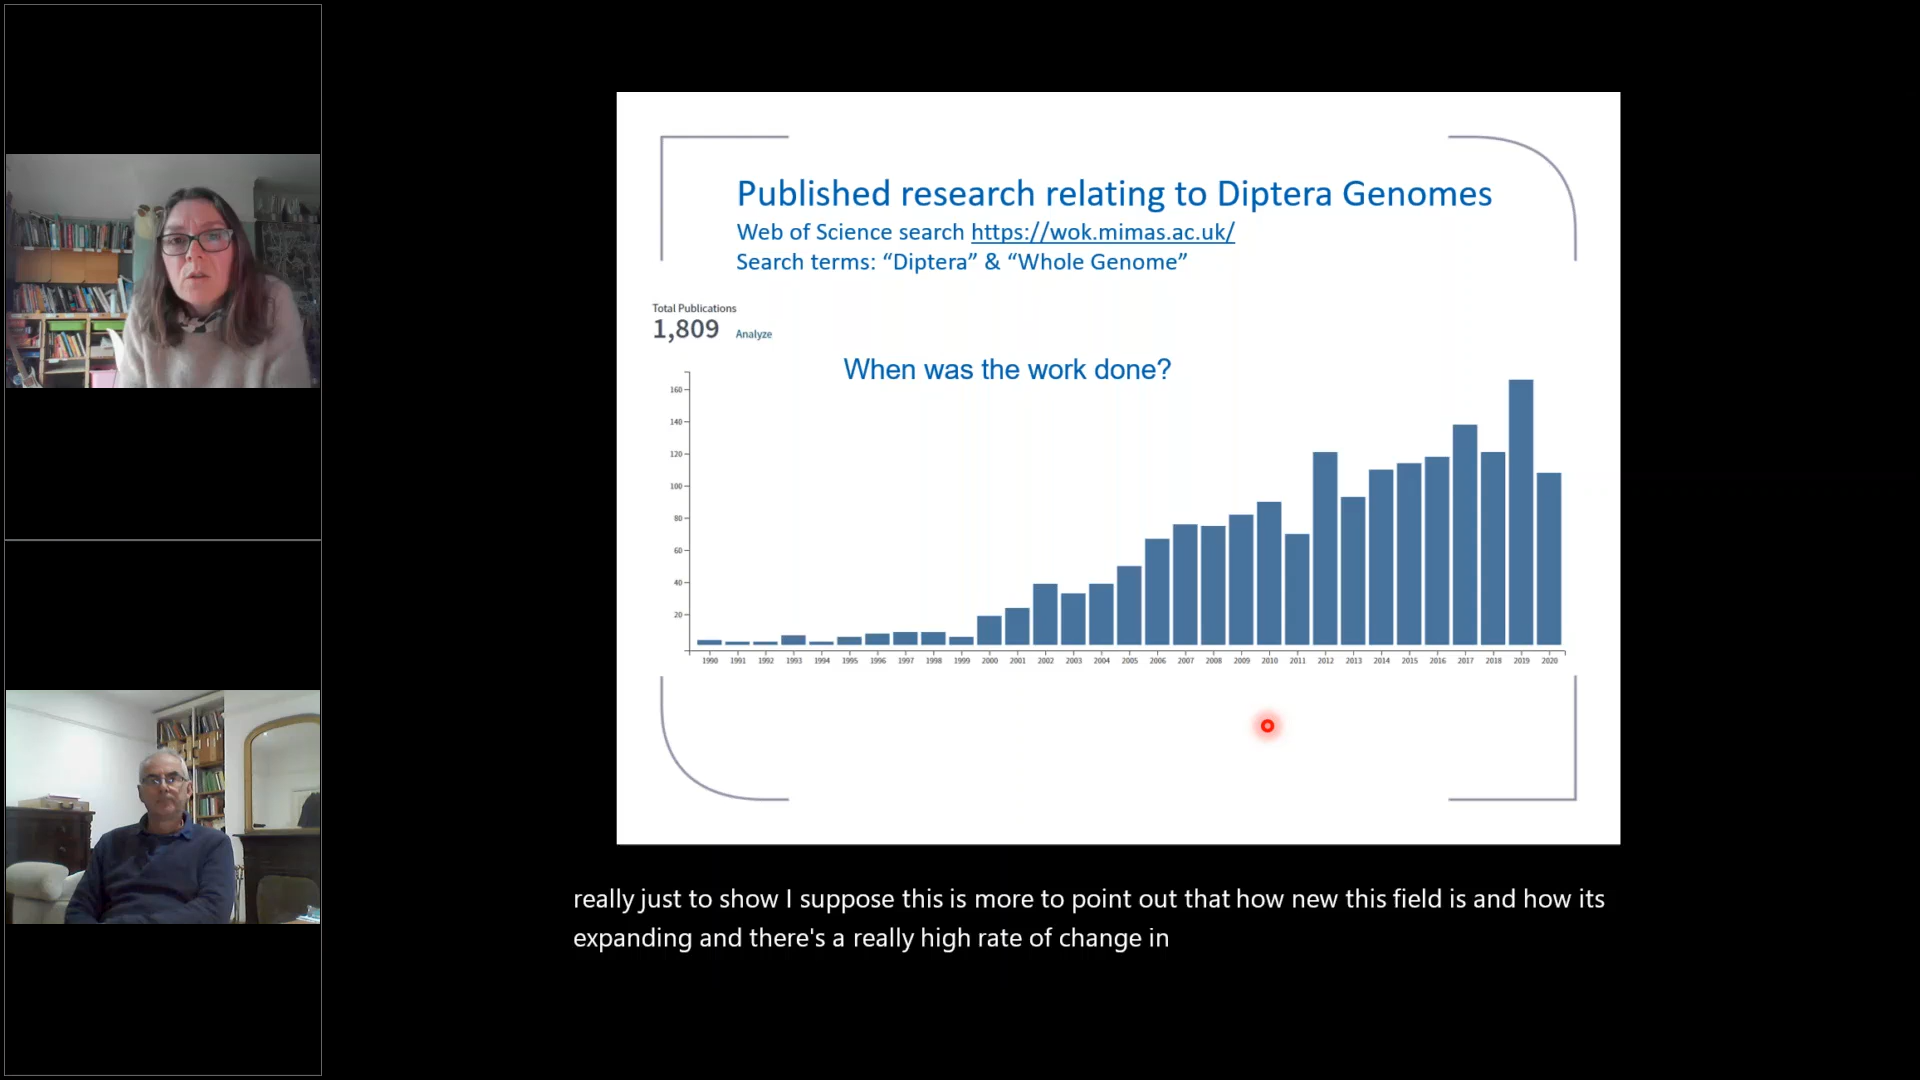 Published research relating to Diptera Genomes
Web of Science search https://wok.mimas.ac.uk/
Search terms: “Diptera” & “Whole Genome”
Total Publications
1,809 Analyze
When was the work done?
160
140
120
100
80
60
40
20
1990 1991 1992 1993 1994 1995 1996 1997 1998 1999 2000 2001 2002 2003 2004 2005 2006 2007 2008 2009 2010 2011 2012 2013 2014 2015 2016 2017 2018 2019 2020
really just to show I suppose this is more to point out that how new this field is and how its
expanding and there's a really high rate of change in